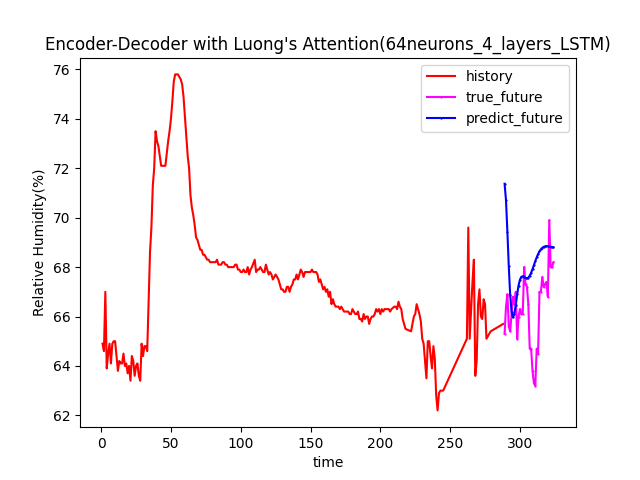 Encoder-Decoder with Luong's Attention(64neurons_4_layers_LSTM)
history
true_future
predict_future
Relative Humidity(%)
76
74
72
70
68
66
64
62
0 50 100 150 200 250 300
time